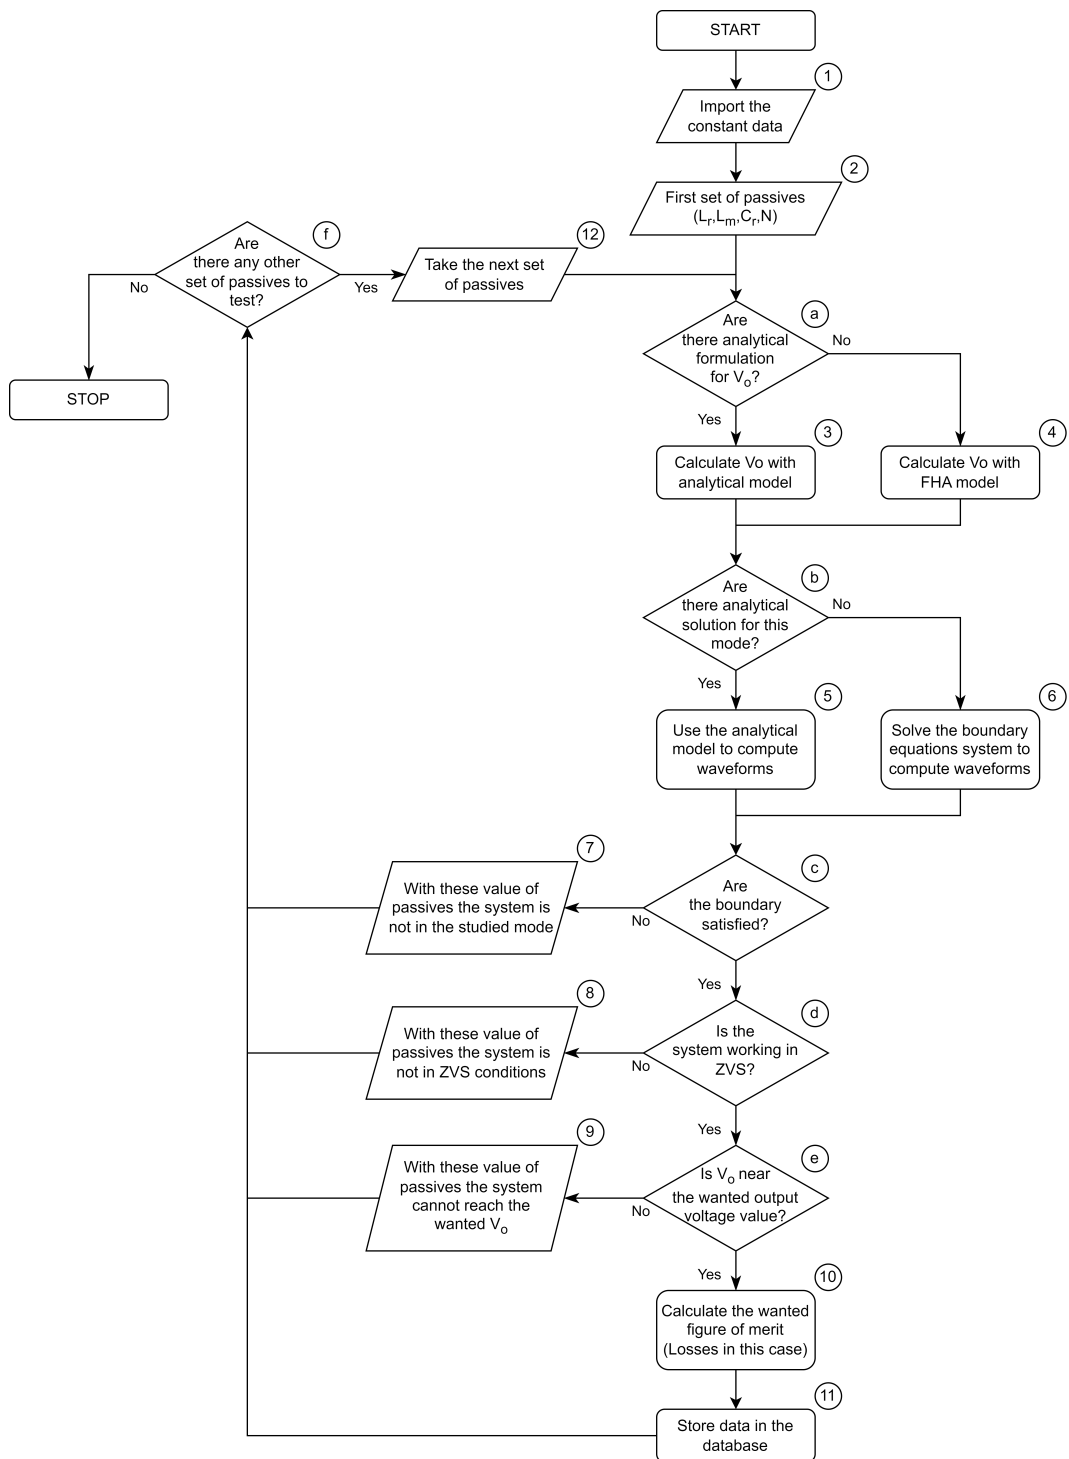 START
1
Import the
constant data
2
First set of passives
(Lr,Lm,Cr,N)
f
Are
there any other
set of passives to
test?
No
Yes
12
Take the next set
of passives
STOP
a
Are
there analytical
formulation
for Vo?
No
Yes
3
Calculate Vo with
analytical model
4
Calculate Vo with
FHA model
b
Are
there analytical
solution for this
mode?
No
Yes
5
Use the analytical
model to compute
waveforms
6
Solve the boundary
equations system to
compute waveforms
c
Are
the boundary
satisfied?
No
Yes
7
With these value of
passives the system is
not in the studied mode
d
Is the
system working in
ZVS?
No
Yes
8
With these value of
passives the system is
not in ZVS conditions
e
Is Vo near
the wanted output
voltage value?
No
Yes
9
With these value of
passives the system
cannot reach the
wanted Vo
10
Calculate the wanted
figure of merit
(Losses in this case)
11
Store data in the
database